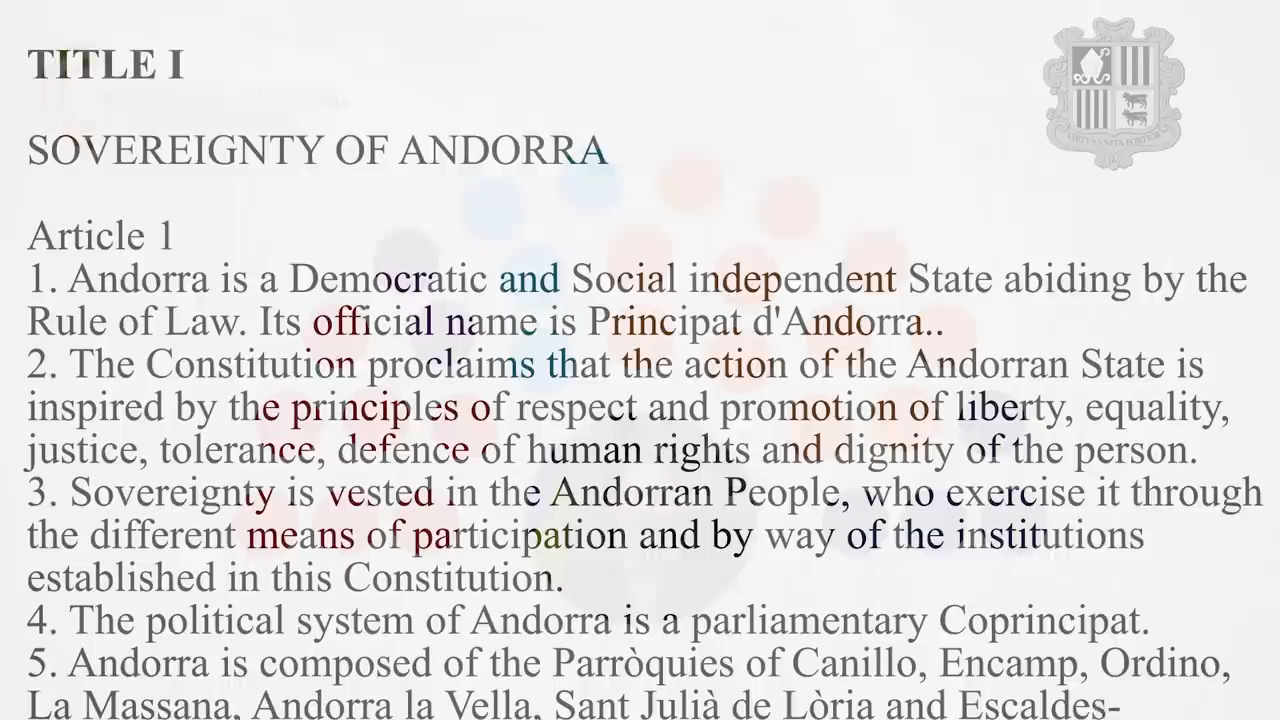 TITLE I
SOVEREIGNTY OF ANDORRA
Article 1
1. Andorra is a Democratic and Social independent State abiding by the
Rule of Law. Its official name is Principat d'Andorra..
2. The Constitution proclaims that the action of the Andorran State is
inspired by the principles of respect and promotion of liberty, equality,
justice, tolerance, defence of human rights and dignity of the person.
3. Sovereignty is vested in the Andorran People, who exercise it through
the different means of participation and by way of the institutions
established in this Constitution.
4. The political system of Andorra is a parliamentary Coprincipat.
5. Andorra is composed of the Parròquies of Canillo, Encamp, Ordino,
La Massana, Andorra la Vella, Sant Julià de Lòria and Escaldes-